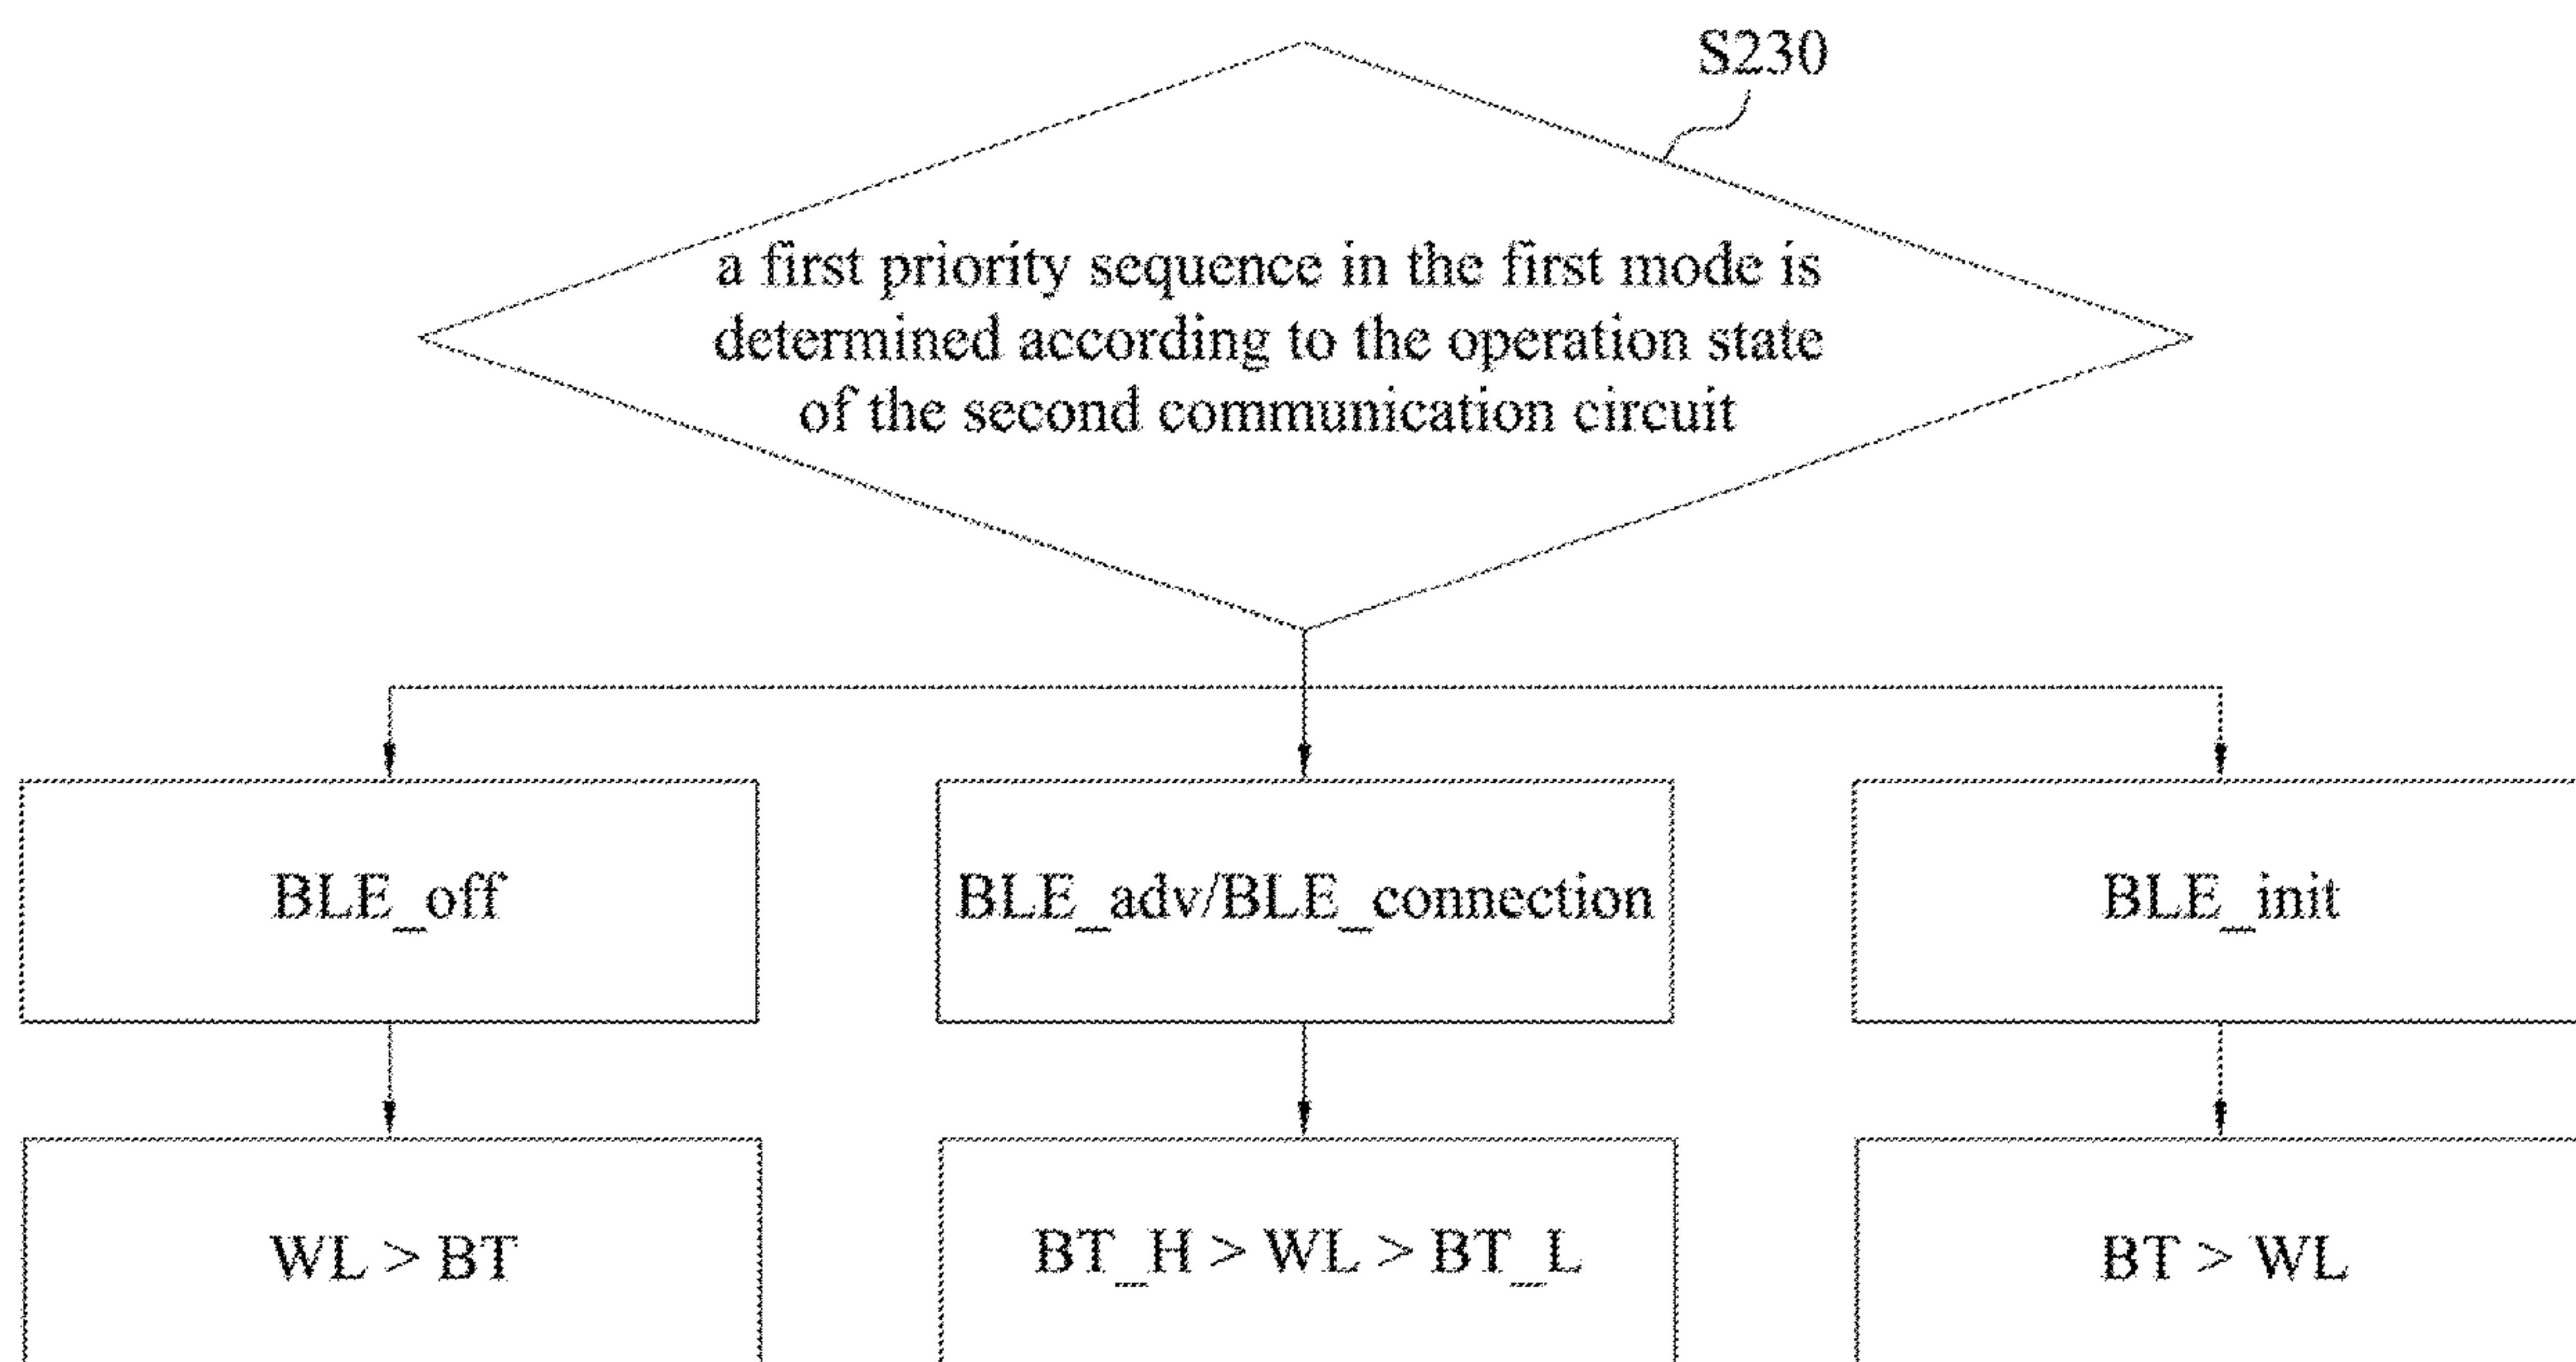 S230
a first priority sequence in the first mode is
determined according to the operation state
of the second communication circuit
BLE_off
BLE_adv/BLE_connection
BLE_init
WL > BT
BT_H > WL > BT_L
BT > WL